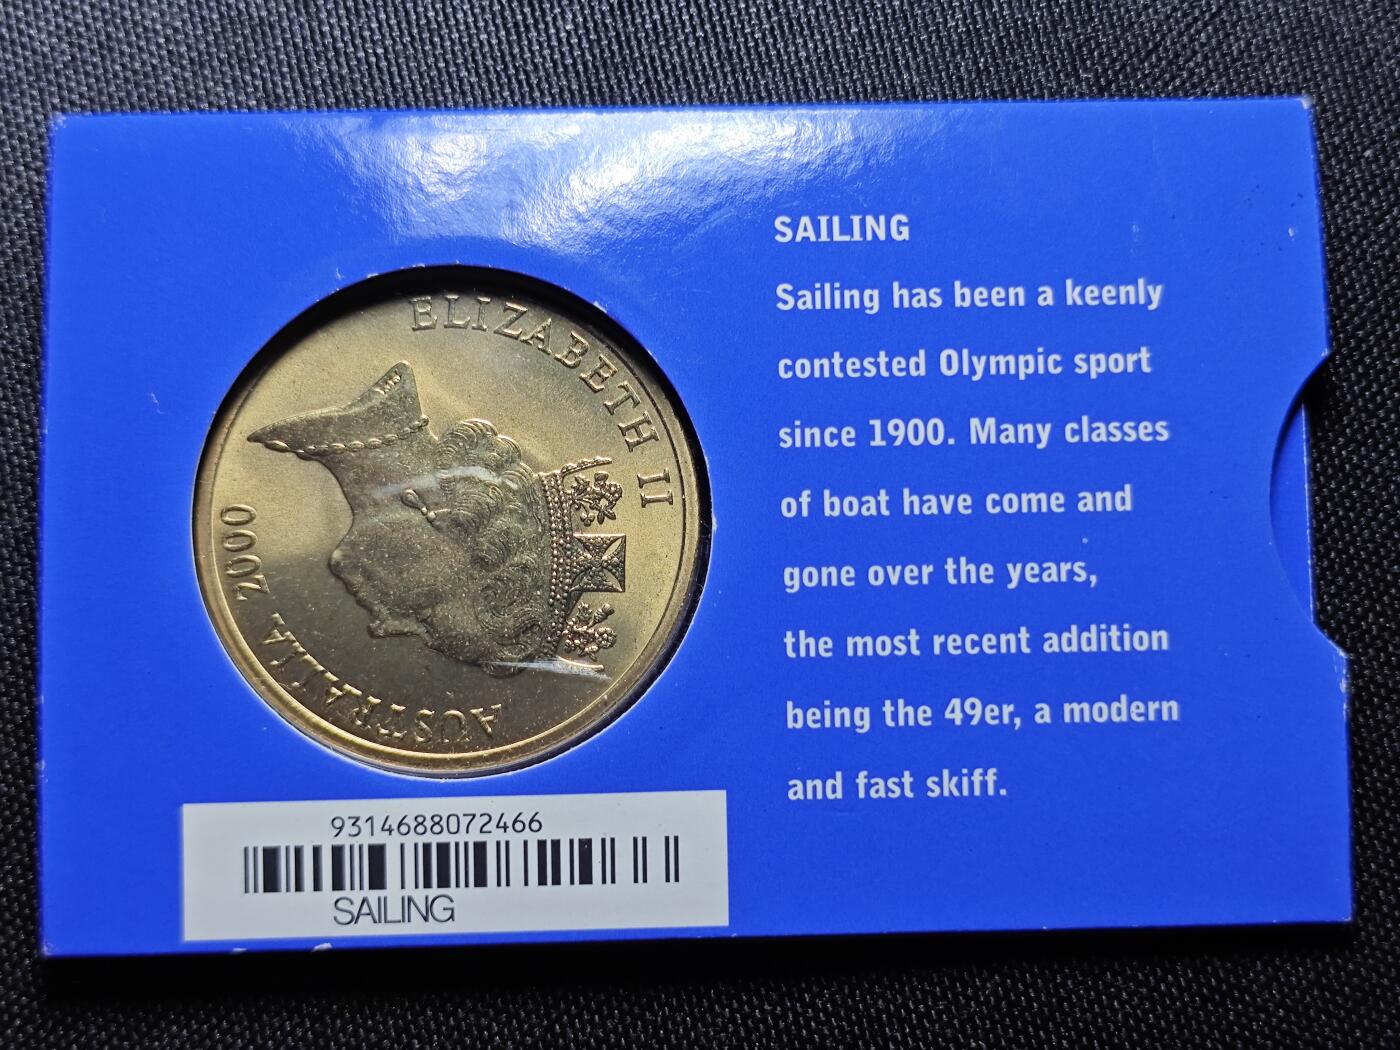 ELIZABETH II
AUSTRALIA 2000
9314688072466
SAILING
SAILING
Sailing has been a keenly
contested Olympic sport
since 1900. Many classes
of boat have come and
gone over the years,
the most recent addition
being the 49er, a modern
and fast skiff.